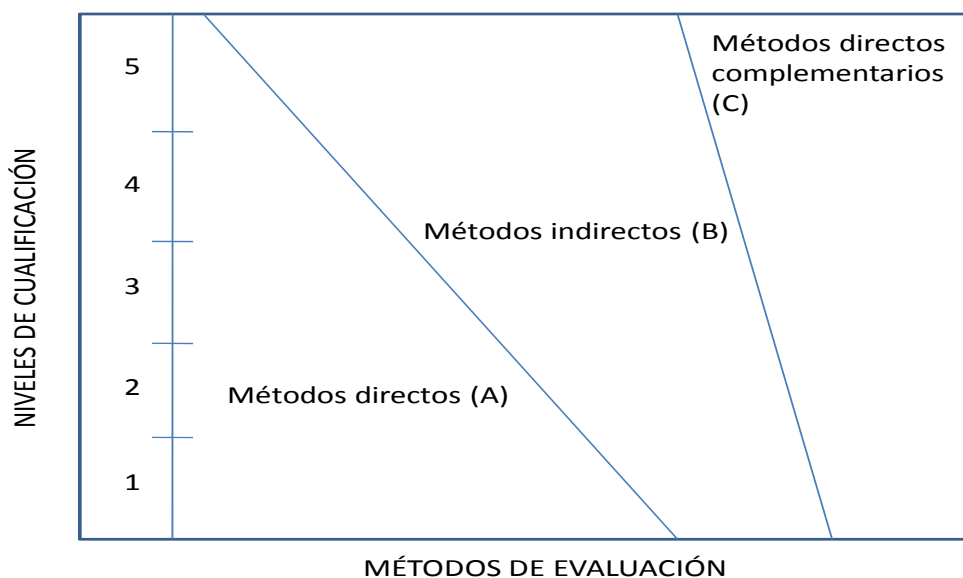 NIVELES DE CUALIFICACIÓN
5
4
3
2
1
Métodos directos
complementarios
(C)
Métodos indirectos (B)
Métodos directos (A)
MÉTODOS DE EVALUACIÓN